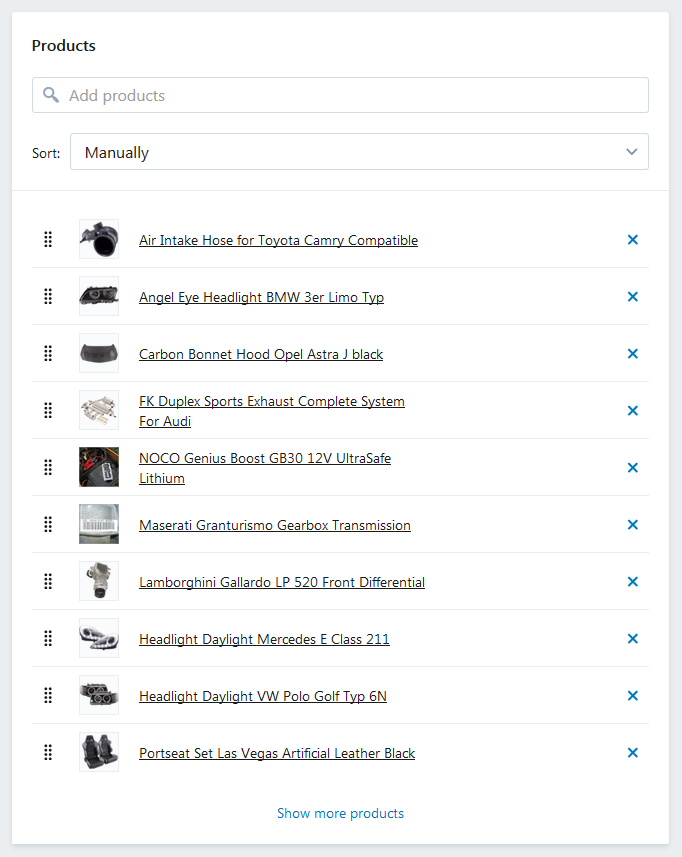 Products
Add products
Sort:
Manually
Air Intake Hose for Toyota Camry Compatible
Angel Eye Headlight BMW 3er Limo Typ
Carbon Bonnet Hood Opel Astra J black
FK Duplex Sports Exhaust Complete System
For Audi
NOCO Genius Boost GB30 12V UltraSafe
Lithium
Maserati Granturismo Gearbox Transmission
Lamborghini Gallardo LP 520 Front Differential
Headlight Daylight Mercedes E Class 211
Headlight Daylight VW Polo Golf Typ 6N
Portseat Set Las Vegas Artificial Leather Black
Show more products